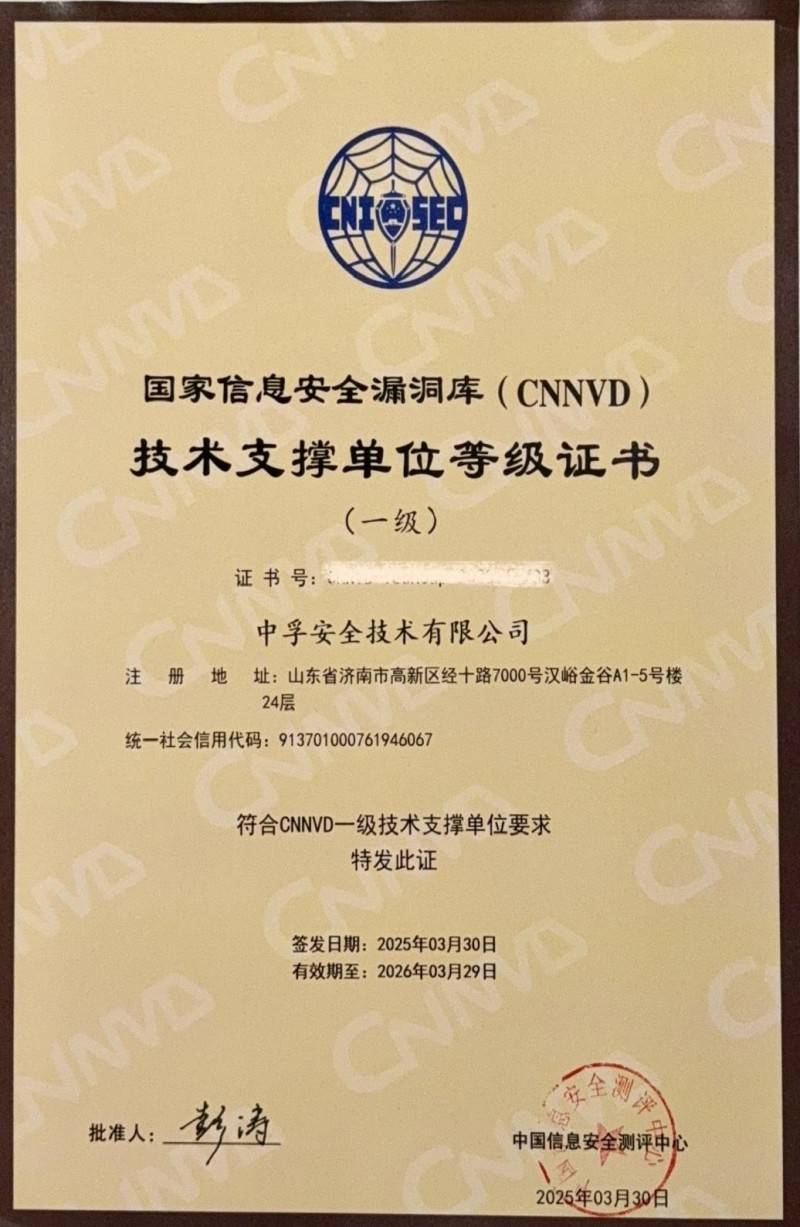 CNISEC
国家信息安全漏洞库（CNNVD）
技术支撑单位等级证书
（一级）
证 书 号：
中孚安全技术有限公司
注 册 地 址：山东省济南市高新区经十路7000号汉峪金谷A1-5号楼
24层
统一社会信用代码：913701000761946067
符合CNNVD一级技术支撑单位要求
特发此证
签发日期：2025年03月30日
有效期至：2026年03月29日
批准人：彭涛
中国信息安全测评中心
2025年03月30日